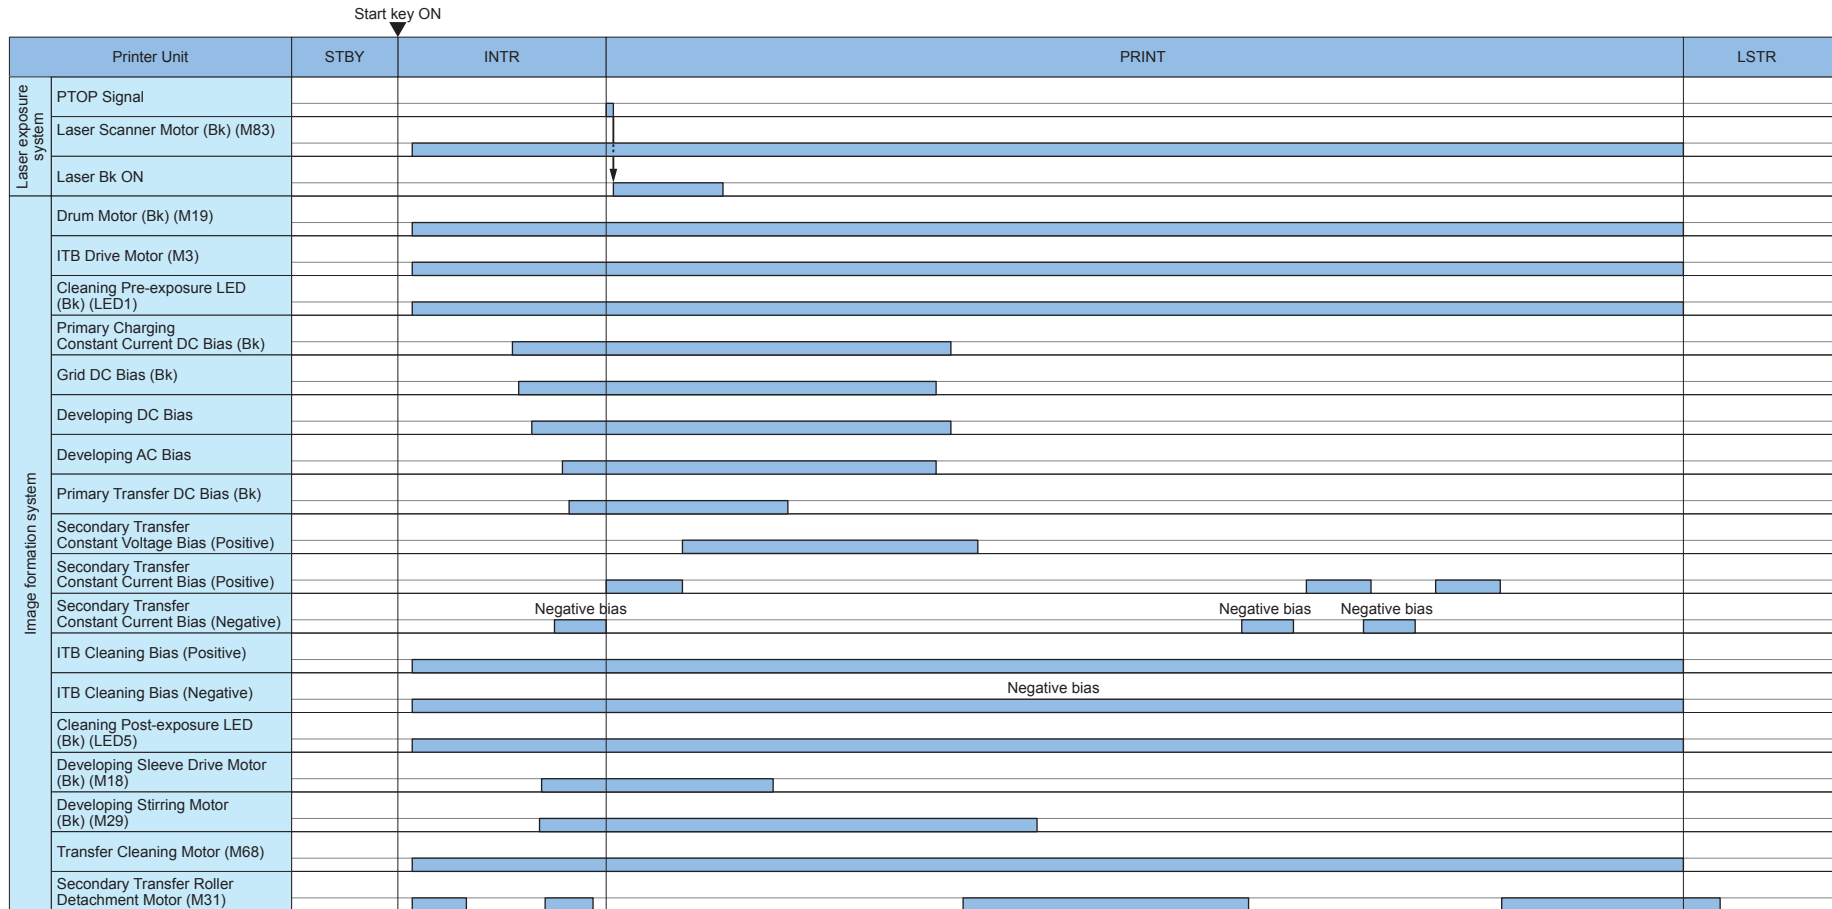 Start key ON
Printer Unit STBY INTR PRINT LSTR
Laser exposure
system
PTOP Signal
Laser Scanner Motor (Bk) (M83)
Laser Bk ON
Image formation system
Drum Motor (Bk) (M19)
ITB Drive Motor (M3)
Cleaning Pre-exposure LED
(Bk) (LED1)
Primary Charging
Constant Current DC Bias (Bk)
Grid DC Bias (Bk)
Developing DC Bias
Developing AC Bias
Primary Transfer DC Bias (Bk)
Secondary Transfer
Constant Voltage Bias (Positive)
Secondary Transfer
Constant Current Bias (Positive)
Secondary Transfer
Constant Current Bias (Negative)
Negative bias Negative bias Negative bias
ITB Cleaning Bias (Positive)
ITB Cleaning Bias (Negative)
Negative bias
Cleaning Post-exposure LED
(Bk) (LED5)
Developing Sleeve Drive Motor
(Bk) (M18)
Developing Stirring Motor
(Bk) (M29)
Transfer Cleaning Motor (M68)
Secondary Transfer Roller
Detachment Motor (M31)